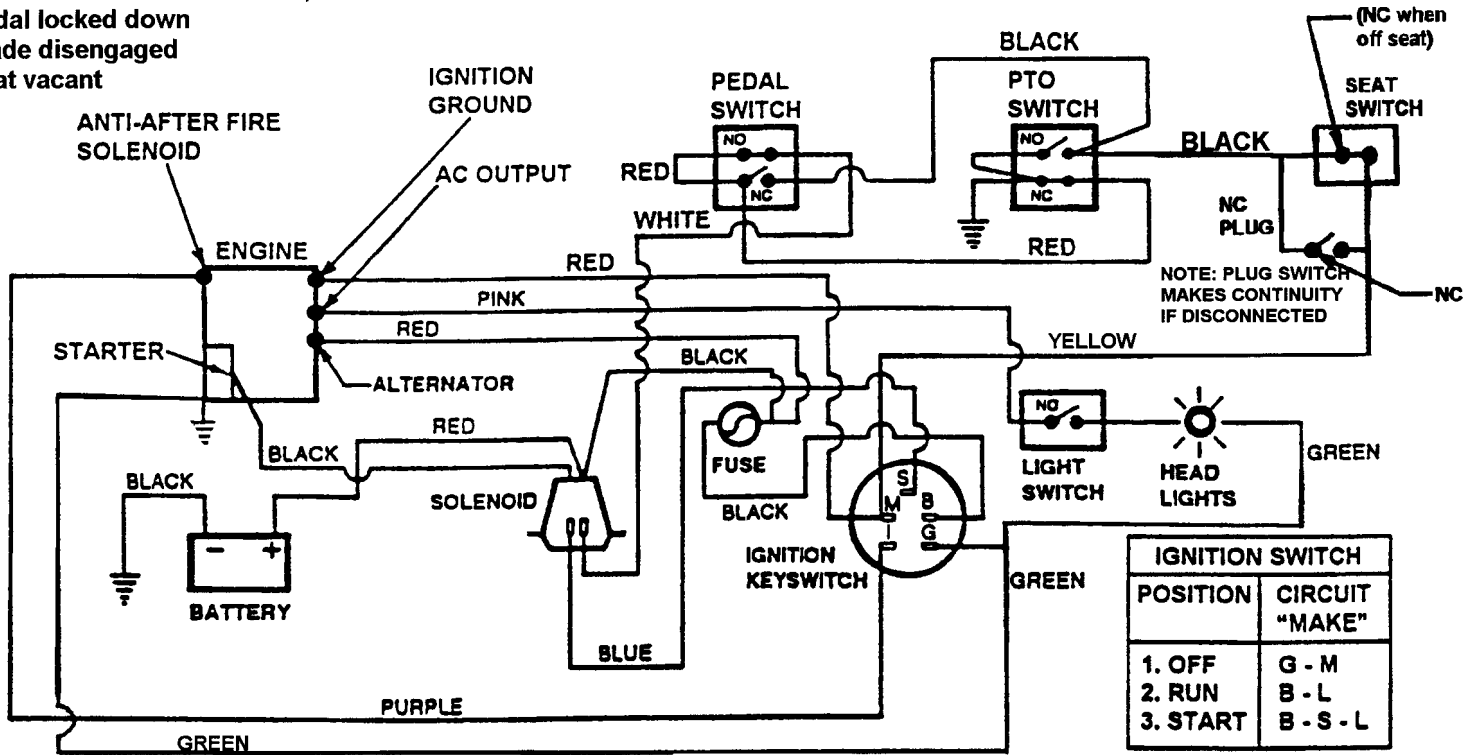 dal locked down
de disengaged
at vacant
(NC when
off seat)
BLACK
IGNITION
GROUND
PEDAL
SWITCH
PTO
SWITCH
SEAT
SWITCH
ANTI-AFTER FIRE
SOLENOID
NO
NO
BLACK
AC OUTPUT
RED
NC
NC
NC
PLUG
WHITE
ENGINE
RED
RED
NOTE: PLUG SWITCH
MAKES CONTINUITY
IF DISCONNECTED
NC
PINK
RED
YELLOW
STARTER
BLACK
ALTERNATOR
NO
RED
BLACK
FUSE
LIGHT
SWITCH
HEAD
LIGHTS
GREEN
BLACK
SOLENOID
BLACK
S
M
B
I
G
- +
IGNITION
KEYSWITCH
GREEN
BATTERY
IGNITION SWITCH
POSITION
CIRCUIT
“MAKE”
1. OFF G - M
2. RUN B - L
3. START B - S - L
BLUE
PURPLE
GREEN